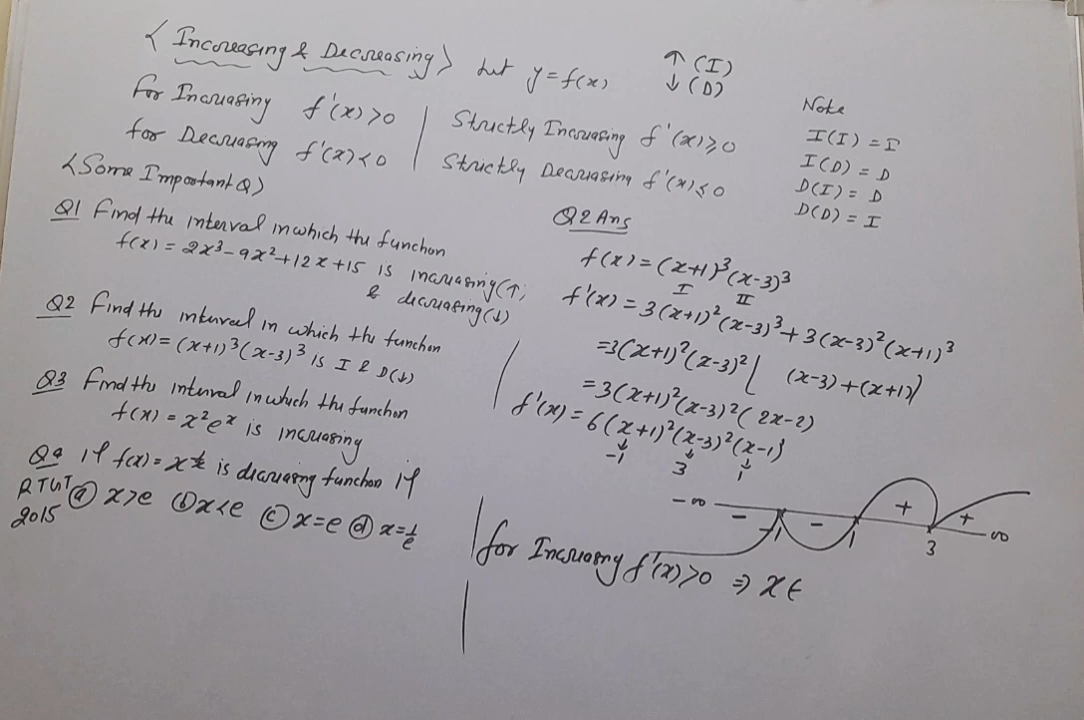 < Increasing & Decreasing > Let y = f(x)
↑ (I)
↓ (D)
For Increasing f'(x) > 0 | Strictly Increasing f'(x) ≥ 0
for Decreasing f'(x) < 0 | Strictly Decreasing f'(x) ≤ 0
Note
I(I) = I
I(D) = D
D(I) = D
D(D) = I
<Some Important Q>
Q1 Find the interval in which the function
f(x) = 2x³ - 9x² + 12x + 15 is increasing(↑)
& decreasing(↓)
Q2 Find the interval in which the function
f(x) = (x+1)³(x-3)³ is I & D(↓)
Q3 Find the interval in which the function
f(x) = x²eˣ is increasing
Q4 If f(x) = is decreasing function if
RTUT 2015 (a) x>e (b) x<e (c) x=e (d) x=1/e
Q2 Ans
f(x) = (x+1)³(x-3)³
I II
f'(x) = 3(x+1)²(x-3)³ + 3(x-3)²(x+1)³
= 3(x+1)²(x-3)² ( (x-3)+(x+1))
= 3(x+1)²(x-3)²(2x-2)
f'(x) = 6(x+1)²(x-3)²(x-1)
↓ ↓ ↓
-1 3 1
-∞ - -1 - 1 + 3 + ∞
for Increasing f'(x) > 0 ⇒ x ∈